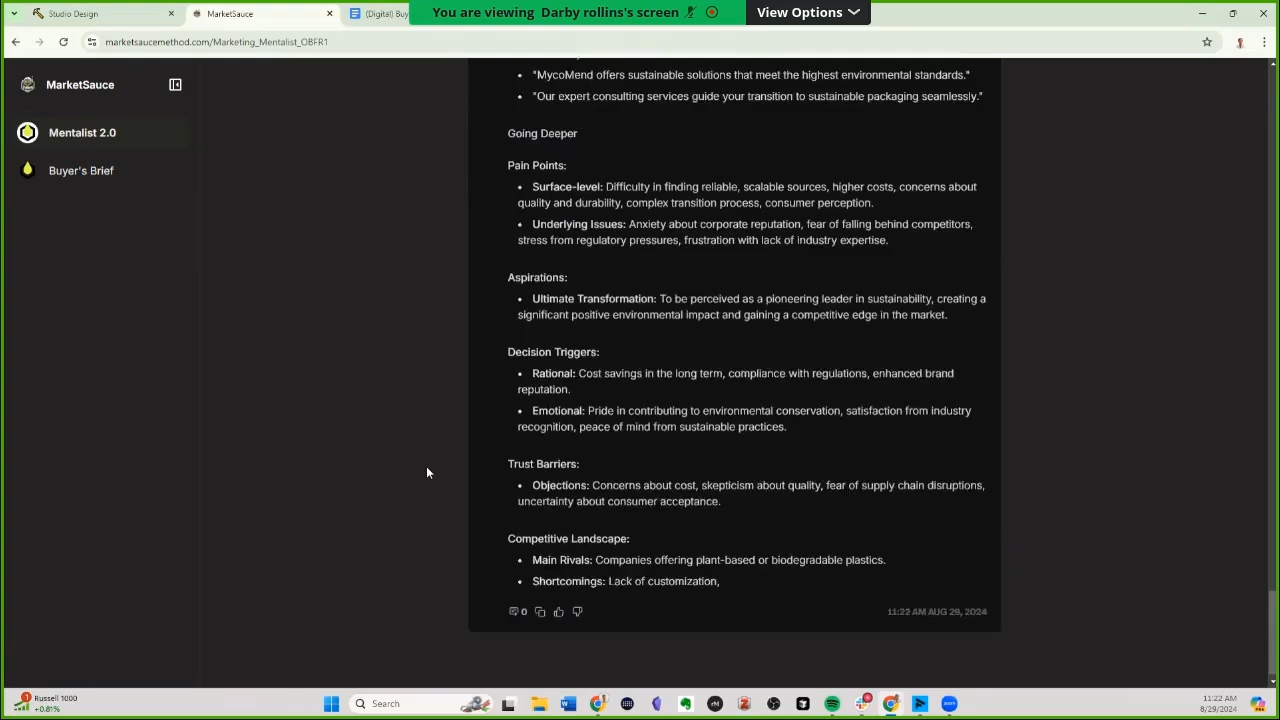 You are viewing Darby rollins's screen
View Options
Studio Design
MarketSauce
(Digital) Buy
marketsaucemethod.com/Marketing_Mentalist_OBFR1
MarketSauce
Mentalist 2.0
Buyer's Brief
• "MycoMend offers sustainable solutions that meet the highest environmental standards."
• "Our expert consulting services guide your transition to sustainable packaging seamlessly."
Going Deeper
Pain Points:
• Surface-level: Difficulty in finding reliable, scalable sources, higher costs, concerns about
quality and durability, complex transition process, consumer perception.
• Underlying Issues: Anxiety about corporate reputation, fear of falling behind competitors,
stress from regulatory pressures, frustration with lack of industry expertise.
Aspirations:
• Ultimate Transformation: To be perceived as a pioneering leader in sustainability, creating a
significant positive environmental impact and gaining a competitive edge in the market.
Decision Triggers:
• Rational: Cost savings in the long term, compliance with regulations, enhanced brand
reputation.
• Emotional: Pride in contributing to environmental conservation, satisfaction from industry
recognition, peace of mind from sustainable practices.
Trust Barriers:
• Objections: Concerns about cost, skepticism about quality, fear of supply chain disruptions,
uncertainty about consumer acceptance.
Competitive Landscape:
• Main Rivals: Companies offering plant-based or biodegradable plastics.
• Shortcomings: Lack of customization,
0
11:22 AM AUG 29, 2024
1
Russell 1000
+0.81%
Search
11:22 AM
8/29/2024